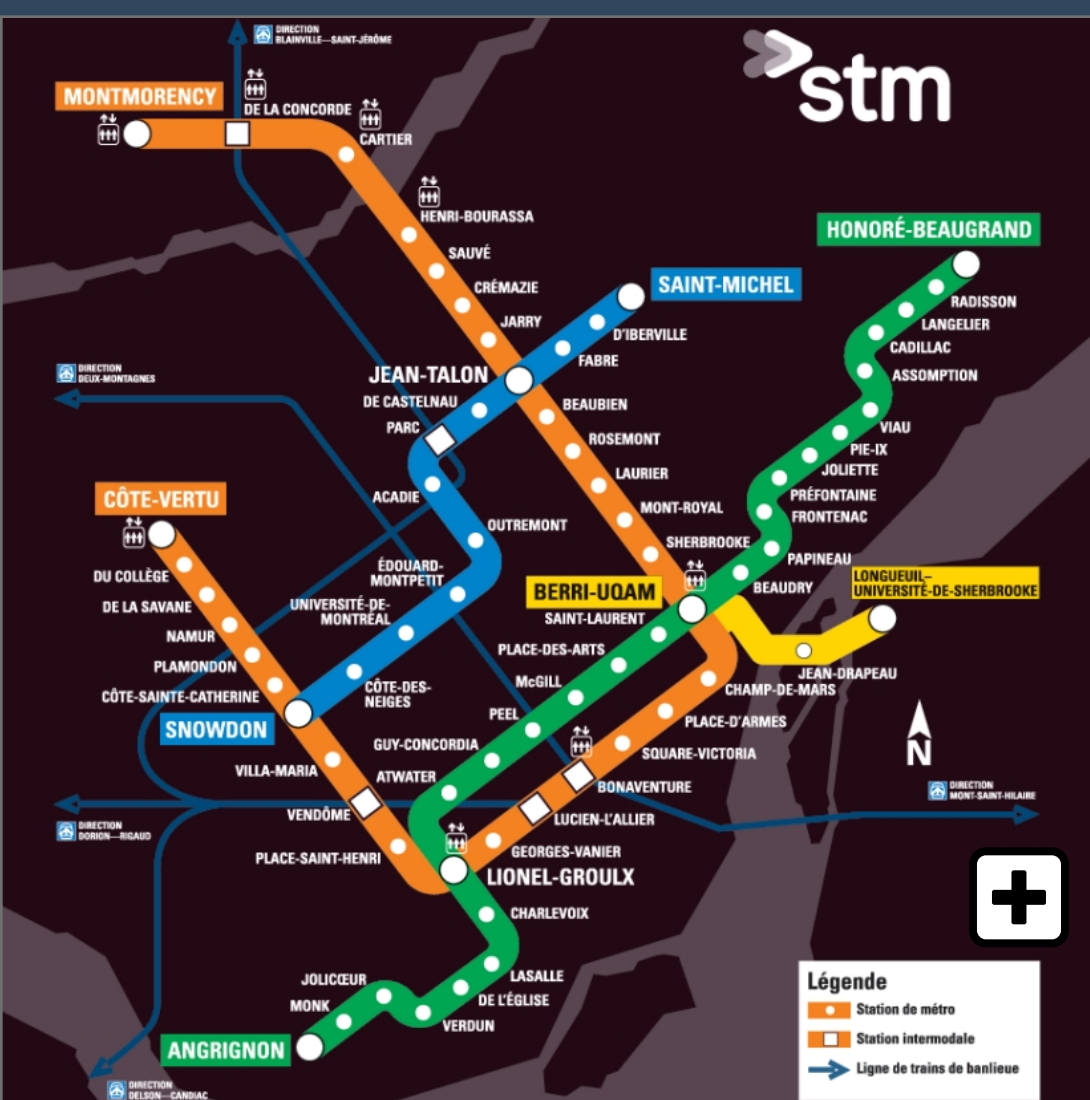 DIRECTION
BLAINVILLE—SAINT-JÉRÔME
stm
MONTMORENCY
DE LA CONCORDE
CARTIER
HENRI-BOURASSA
SAUVÉ
CRÉMAZIE
JARRY
HONORÉ-BEAUGRAND
SAINT-MICHEL
D'IBERVILLE
FABRE
RADISSON
LANGELIER
CADILLAC
ASSOMPTION
VIAU
PIE-IX
JOLIETTE
PRÉFONTAINE
FRONTENAC
PAPINEAU
BEAUDRY
DIRECTION
DEUX-MONTAGNES
JEAN-TALON
DE CASTELNAU
PARC
ACADIE
OUTREMONT
ÉDOUARD-
MONTPETIT
UNIVERSITÉ-DE-
MONTRÉAL
CÔTE-DES-
NEIGES
BEAUBIEN
ROSEMONT
LAURIER
MONT-ROYAL
SHERBROOKE
BERRI-UQAM
LONGUEUIL–
UNIVERSITÉ-DE-SHERBROOKE
JEAN-DRAPEAU
CÔTE-VERTU
DU COLLÈGE
DE LA SAVANE
NAMUR
PLAMONDON
CÔTE-SAINTE-CATHERINE
SNOWDON
VILLA-MARIA
VENDÔME
PLACE-SAINT-HENRI
SAINT-LAURENT
PLACE-DES-ARTS
McGILL
PEEL
GUY-CONCORDIA
ATWATER
CHAMP-DE-MARS
PLACE-D'ARMES
SQUARE-VICTORIA
BONAVENTURE
LUCIEN-L'ALLIER
GEORGES-VANIER
LIONEL-GROULX
N
DIRECTION
MONT-SAINT-HILAIRE
DIRECTION
DORION—RIGAUD
CHARLEVOIX
LASALLE
DE L'ÉGLISE
VERDUN
JOLICŒUR
MONK
ANGRIGNON
DIRECTION
DELSON—CANDIAC
Légende
Station de métro
Station intermodale
Ligne de trains de banlieue